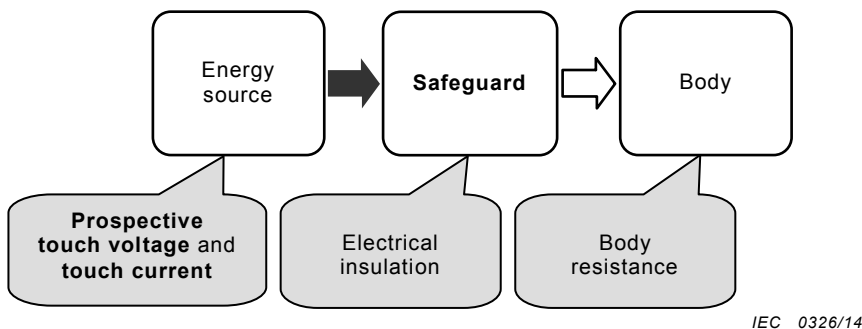 Energy
source
Safeguard
Body
Prospective
touch voltage and
touch current
Electrical
insulation
Body
resistance
IEC 0326/14